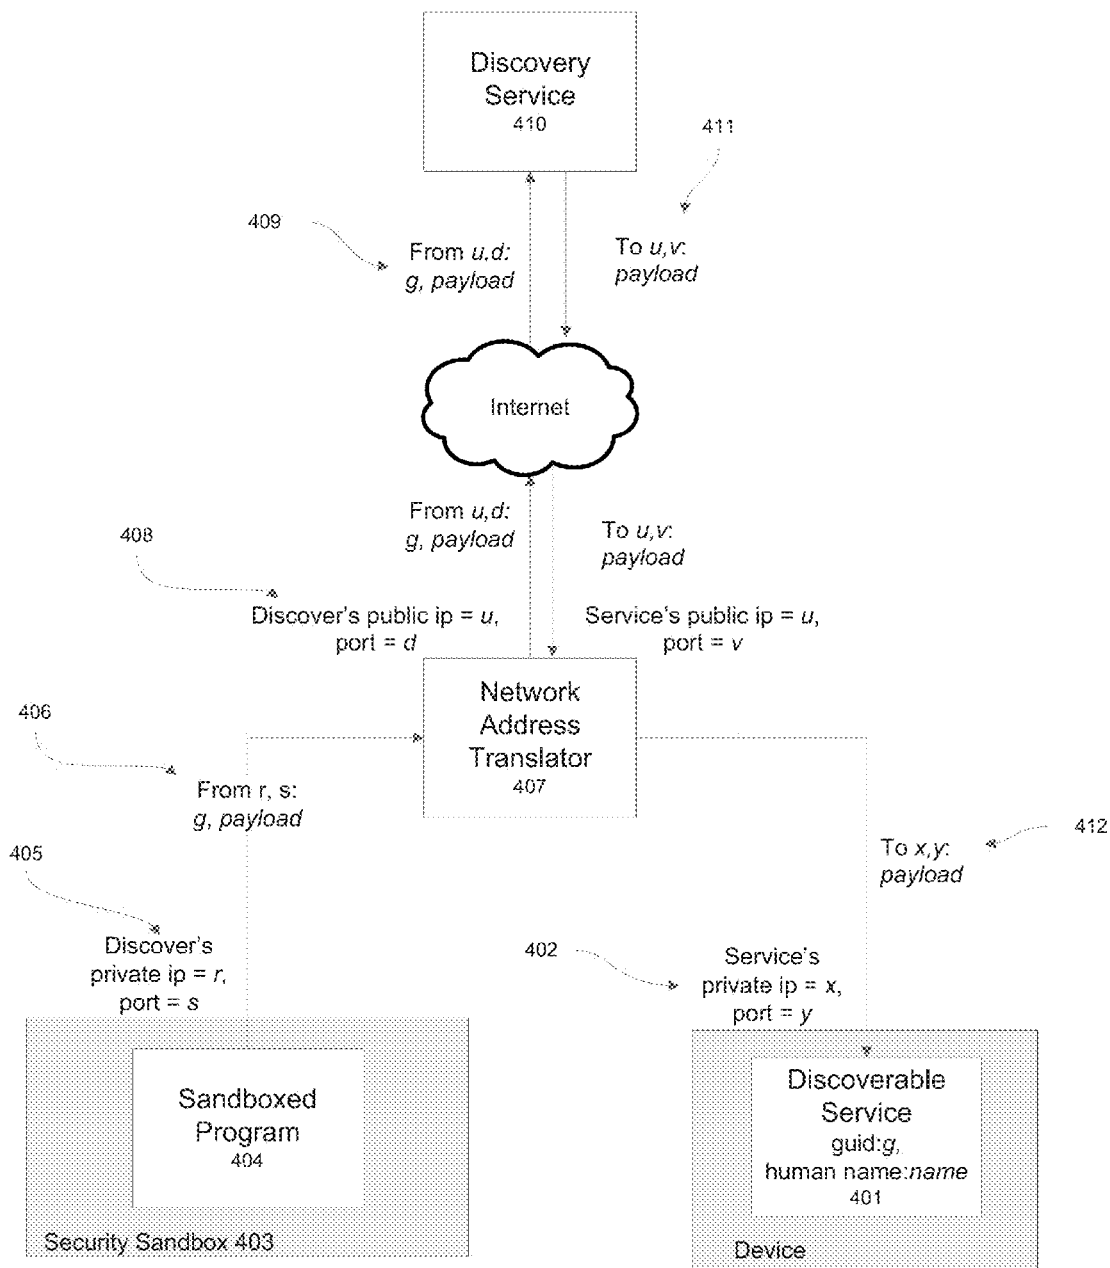 Discovery
Service
410
411
409
From u,d:
g, payload
To u,v:
payload
Internet
From u,d:
g, payload
408
To u,v:
payload
Discover's public ip = u,
port = d
Service's public ip = u,
port = v
Network
Address
Translator
407
406
From r, s:
g, payload
412
To x,y:
payload
405
Discover's
private ip = r,
port = s
402
Service's
private ip = x,
port = y
Sandboxed
Program
404
Security Sandbox 403
Discoverable
Service
guid:g,
human name:name
401
Device